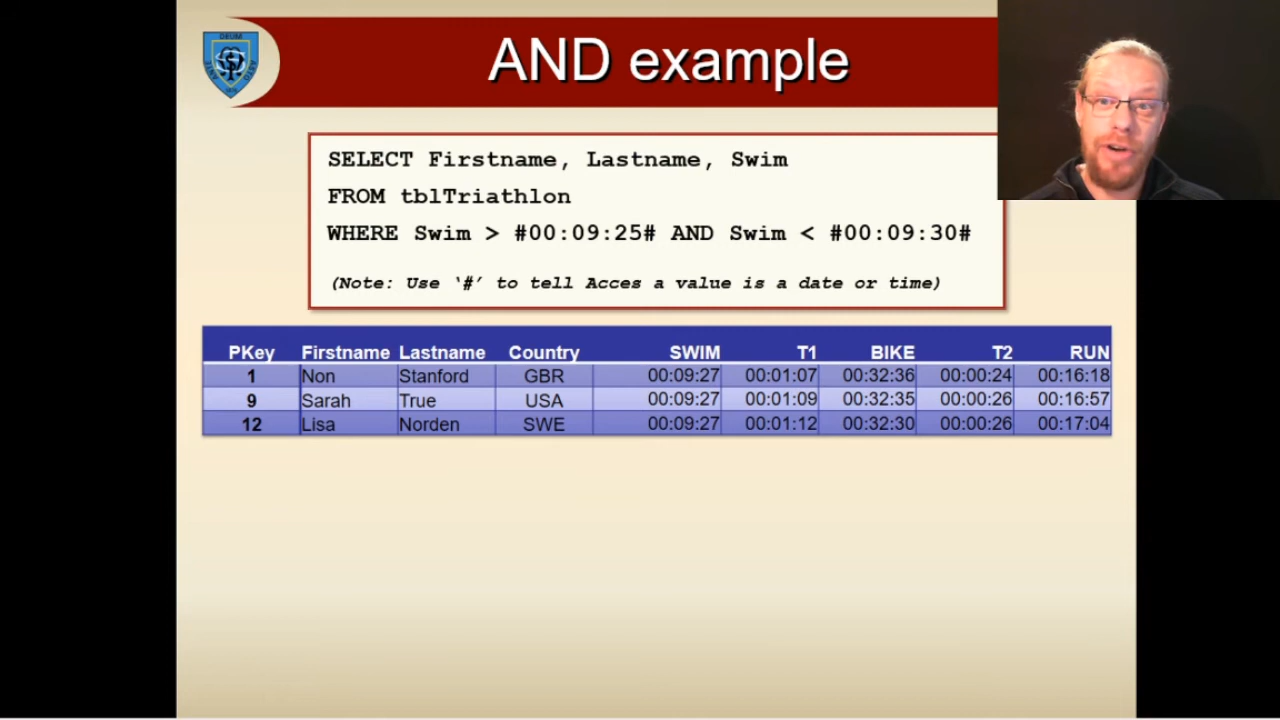 AND example
SELECT Firstname, Lastname, Swim
FROM tblTriathlon
WHERE Swim > #00:09:25# AND Swim < #00:09:30#
(Note: Use ‘#’ to tell Acces a value is a date or time)
PKey Firstname Lastname Country SWIM T1 BIKE T2 RUN
1 Non Stanford GBR 00:09:27 00:01:07 00:32:36 00:00:24 00:16:18
9 Sarah True USA 00:09:27 00:01:09 00:32:35 00:00:26 00:16:57
12 Lisa Norden SWE 00:09:27 00:01:12 00:32:30 00:00:26 00:17:04